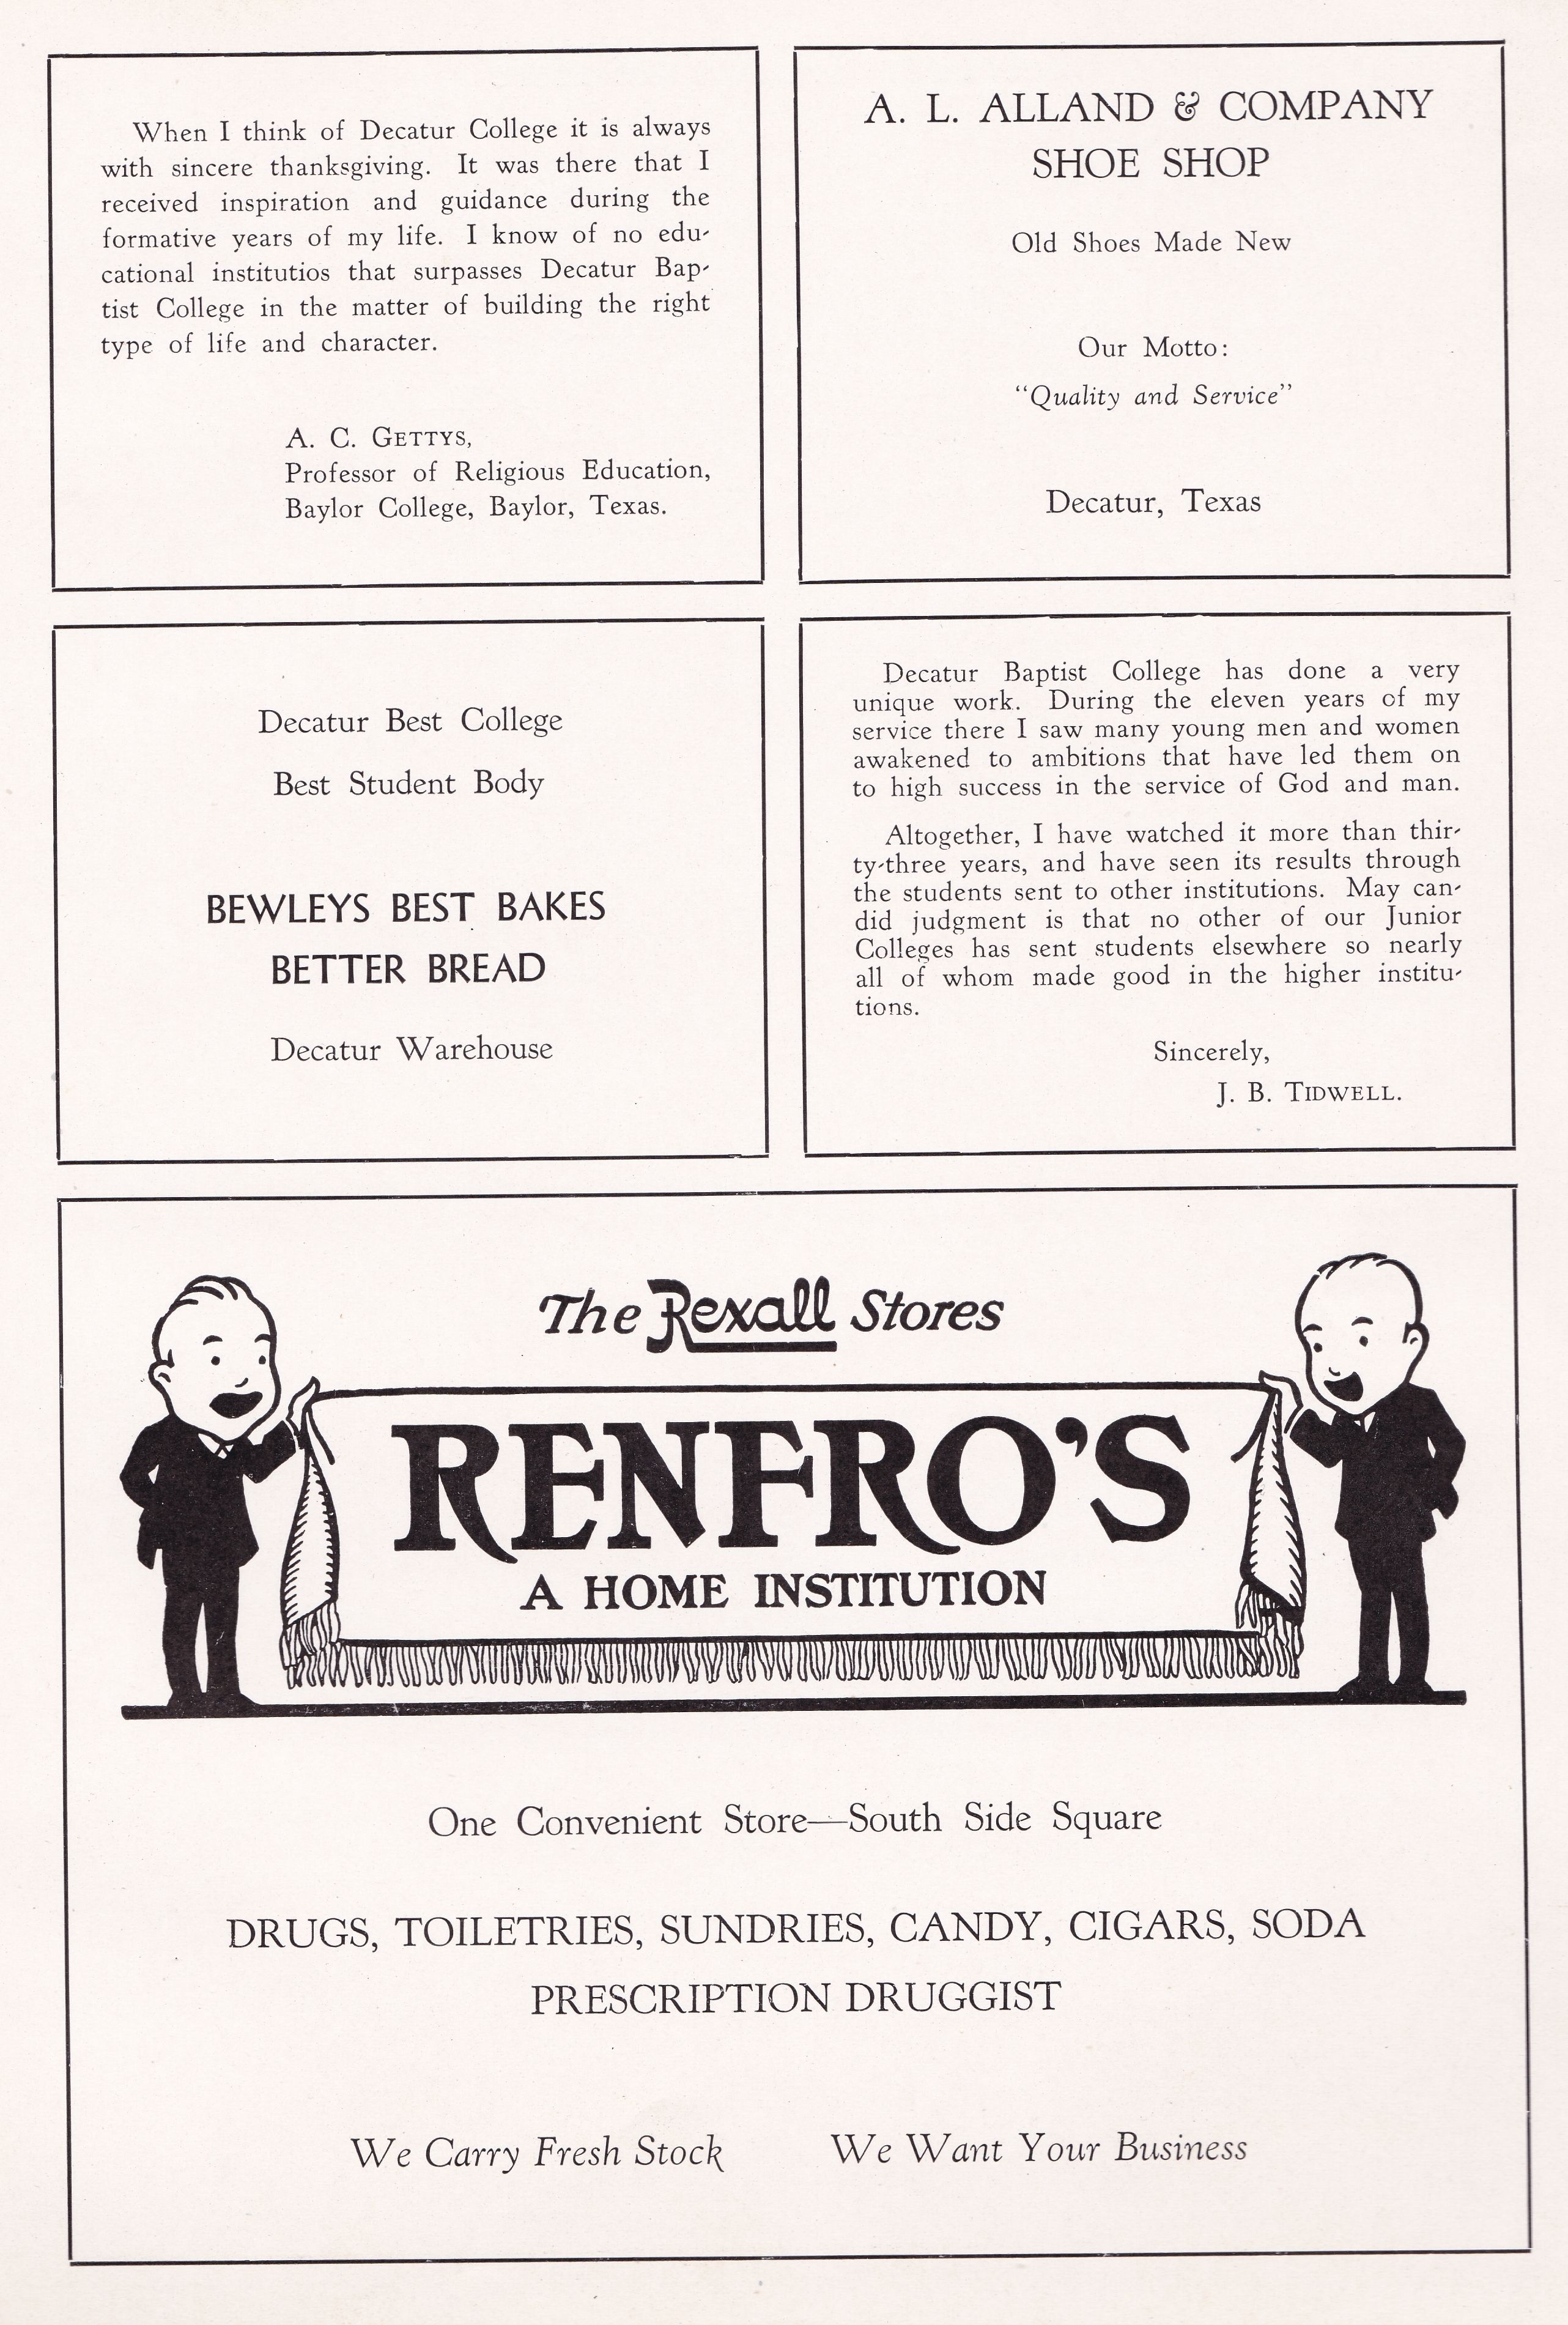 When I think of Decatur College it is always
with sincere thanksgiving. It was there that I
received inspiration and guidance during the
formative years of my life. I know of no edu-
cational institutios that surpasses Decatur Bap-
tist College in the matter of building the right
type of life and character.
A. C. GETTYS,
Professor of Religious Education,
Baylor College, Baylor, Texas.
A. L. ALLAND & COMPANY
SHOE SHOP
Old Shoes Made New
Our Motto:
"Quality and Service"
Decatur, Texas
Decatur Best College
Best Student Body
BEWLEYS BEST BAKES
BETTER BREAD
Decatur Warehouse
Decatur Baptist College has done a very
unique work. During the eleven years of my
service there I saw many young men and women
awakened to ambitions that have led them on
to high success in the service of God and man.
Altogether, I have watched it more than thir-
ty-three years, and have seen its results through
the students sent to other institutions. May can-
did judgment is that no other of our Junior
Colleges has sent students elsewhere so nearly
all of whom made good in the higher institu-
tions.
Sincerely,
J. B. TIDWELL.
The Rexall Stores
RENFRO'S
A HOME INSTITUTION
One Convenient Store—South Side Square
DRUGS, TOILETRIES, SUNDRIES, CANDY, CIGARS, SODA
PRESCRIPTION DRUGGIST
We Carry Fresh Stock We Want Your Business